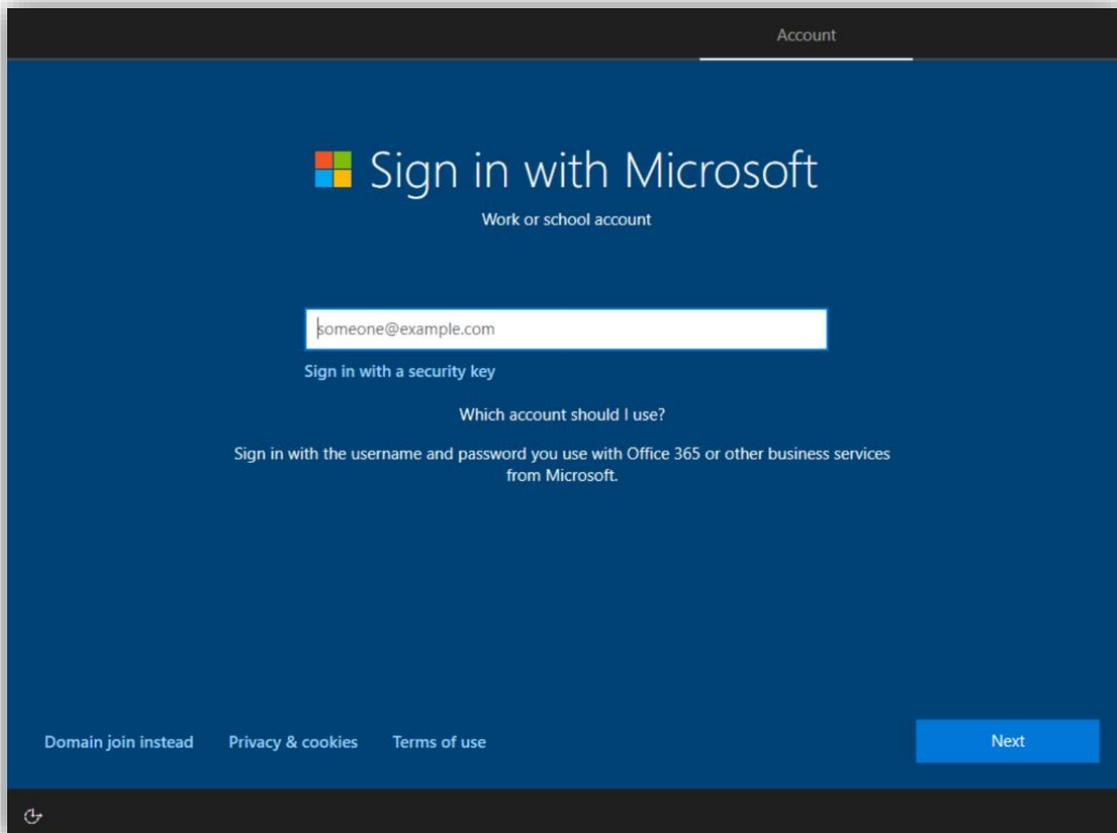 Account
Sign in with Microsoft
Work or school account
someone@example.com
Sign in with a security key
Which account should I use?
Sign in with the username and password you use with Office 365 or other business services
from Microsoft.
Domain join instead Privacy & cookies Terms of use Next